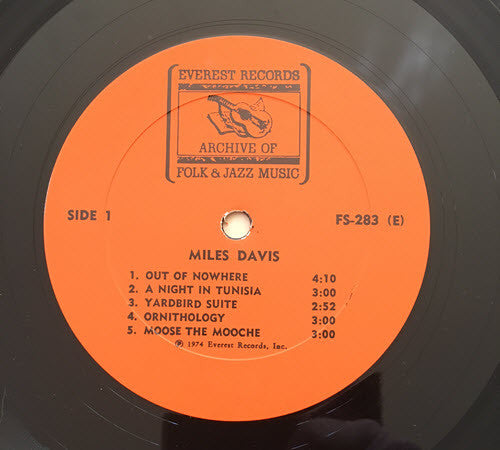 EVEREST RECORDS
ARCHIVE OF
FOLK & JAZZ MUSIC
SIDE 1 FS-283 (E)
MILES DAVIS
1. OUT OF NOWHERE 4:10
2. A NIGHT IN TUNISIA 3:00
3. YARDBIRD SUITE 2:52
4. ORNITHOLOGY 3:00
5. MOOSE THE MOOCHE 3:00
℗ 1974 Everest Records, Inc.